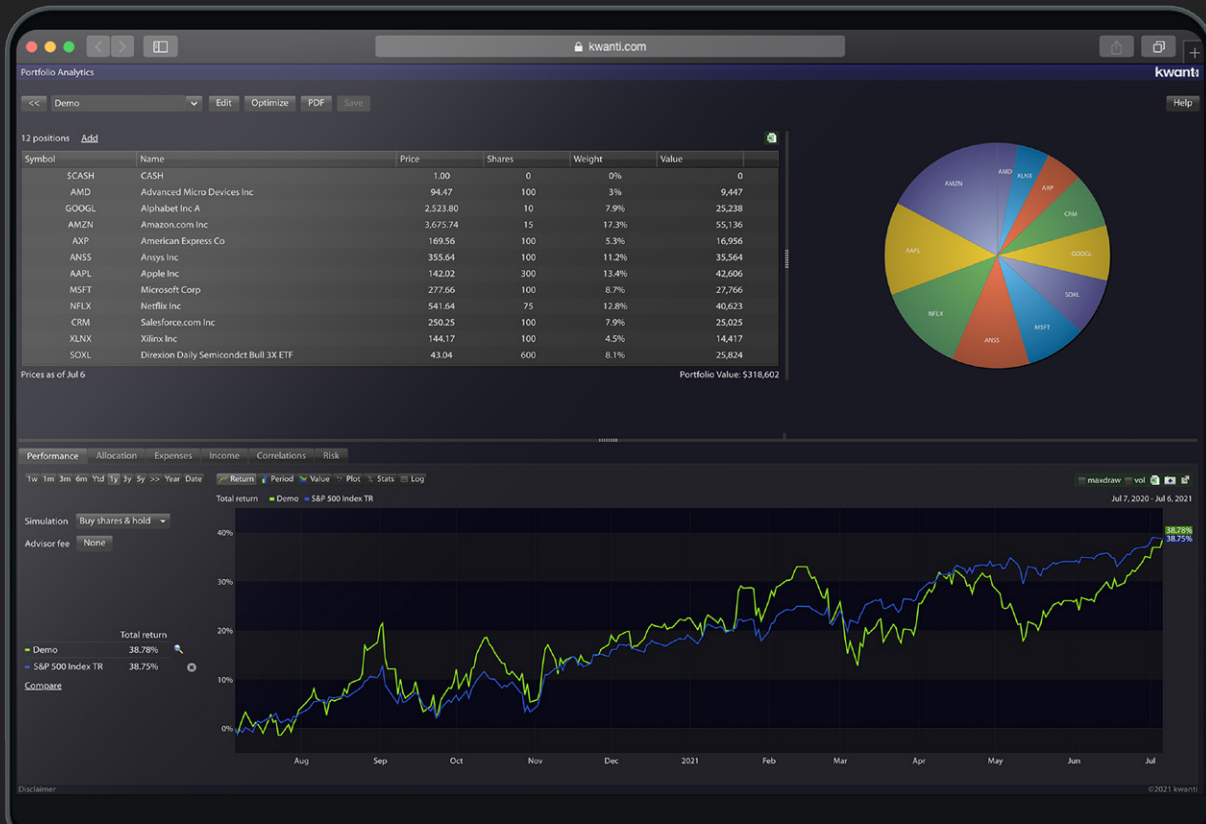 kwanti.com
Portfolio Analytics
kwanti
<< Demo Edit Optimize PDF Save Help
12 positions Add
Symbol Name Price Shares Weight Value
$CASH CASH 1.00 0 0% 0
AMD Advanced Micro Devices Inc 94.47 100 3% 9,447
GOOGL Alphabet Inc A 2,523.80 10 7.9% 25,238
AMZN Amazon.com Inc 3,675.74 15 17.3% 55,136
AXP American Express Co 169.56 100 5.3% 16,956
ANSS Ansys Inc 355.64 100 11.2% 35,564
AAPL Apple Inc 142.02 300 13.4% 42,606
MSFT Microsoft Corp 277.66 100 8.7% 27,766
NFLX Netflix Inc 541.64 75 12.8% 40,623
CRM Salesforce.com Inc 250.25 100 7.9% 25,025
XLNX Xilinx Inc 144.17 100 4.5% 14,417
SOXL Direxion Daily Semicondct Bull 3X ETF 43.04 600 8.1% 25,824
Prices as of Jul 6 Portfolio Value: $318,602
AMD
XLNX
AXP
CRM
GOOGL
SOXL
MSFT
ANSS
NFLX
AAPL
AMZN
Performance Allocation Expenses Income Correlations Risk
1w 1m 3m 6m Ytd 1y 3y 5y >> Year Date Return Period Value Plot Stats Log maxdraw vol
Total return Demo S&P 500 Index TR Jul 7, 2020 - Jul 6, 2021
Simulation Buy shares & hold
Advisor fee None
Total return
Demo 38.78%
S&P 500 Index TR 38.75%
Compare
40%
30%
20%
10%
0%
38.78%
38.75%
Aug Sep Oct Nov Dec 2021 Feb Mar Apr May Jun Jul
Disclaimer ©2021 kwanti